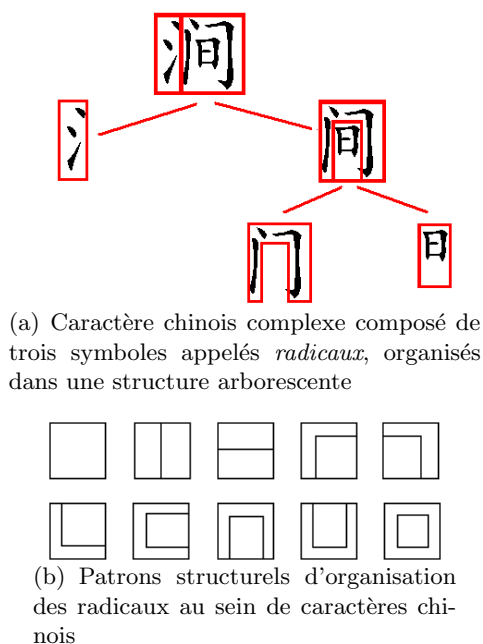 涧
氵
间
门
日
(a) Caractère chinois complexe composé de
trois symboles appelés radicaux, organisés
dans une structure arborescente
(b) Patrons structurels d'organisation
des radicaux au sein de caractères chi-
nois